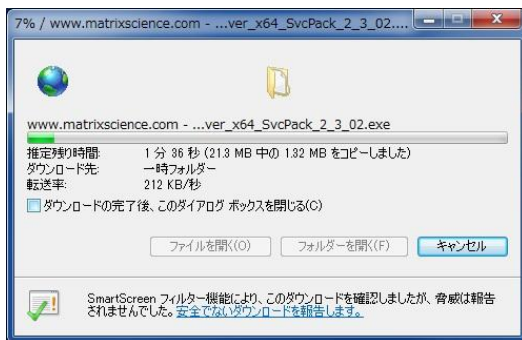 7% / www.matrixscience.com - ...ver_x64_SvcPack_2_3_02....
www.matrixscience.com - ...ver_x64_SvcPack_2_3_02.exe
推定残り時間: 1 分 36 秒 (21.3 MB 中の 1.32 MB をコピーしました)
ダウンロード先: 一時フォルダー
転送率: 212 KB/秒
ダウンロードの完了後、このダイアログ ボックスを閉じる(C)
ファイルを開く(O) フォルダーを開く(F) キャンセル
SmartScreen フィルター機能により、このダウンロードを確認しましたが、脅威は報告
されませんでした。安全でないダウンロードを報告します。